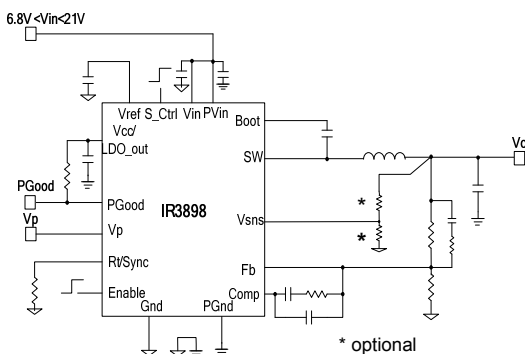 6.8V <Vin<21V
Vref S_Ctrl Vin PVin
Vcc/
LDO_out
Boot
SW
PGood
PGood
IR3898
Vsns
*
*
Vp
Vp
Rt/Sync
Fb
Enable
Comp
Gnd
PGnd
* optional